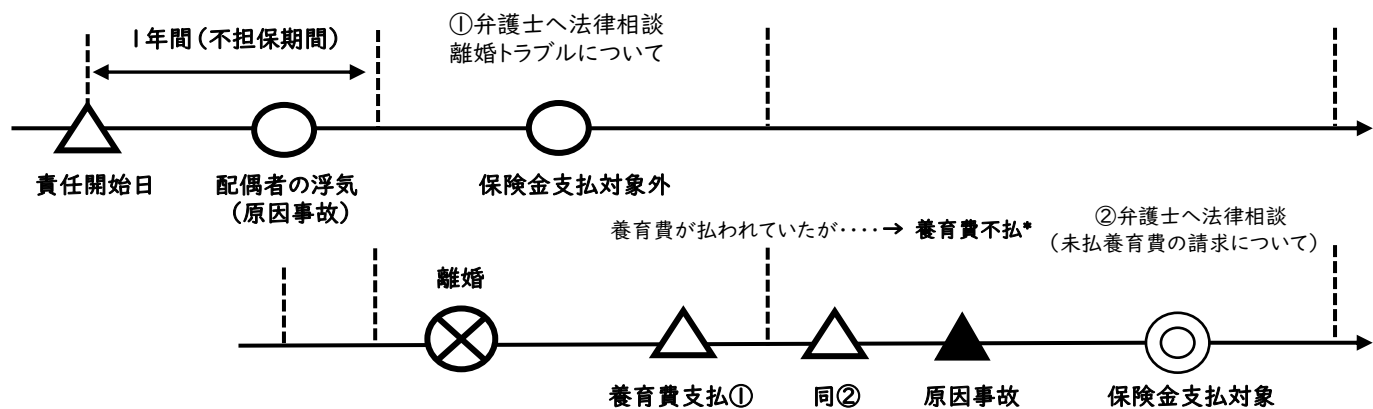 1年間（不担保期間）
①弁護士へ法律相談
離婚トラブルについて
責任開始日
配偶者の浮気
（原因事故）
保険金支払対象外
養育費が払われていたが‥‥→ 養育費不払*
②弁護士へ法律相談
（未払養育費の請求について）
離婚
養育費支払①
同②
原因事故
保険金支払対象